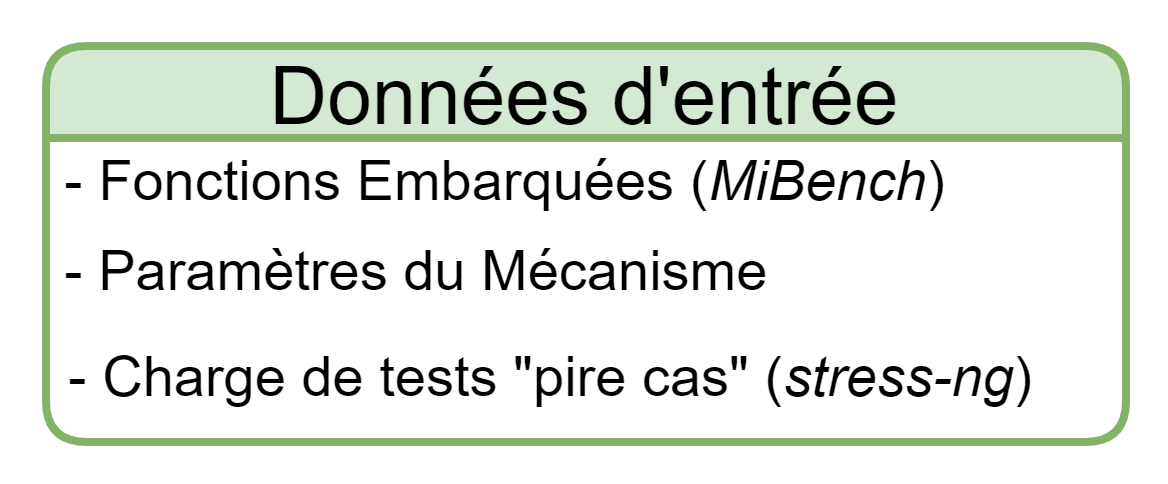 Données d'entrée
- Fonctions Embarquées (MiBench)
- Paramètres du Mécanisme
- Charge de tests "pire cas" (stress-ng)